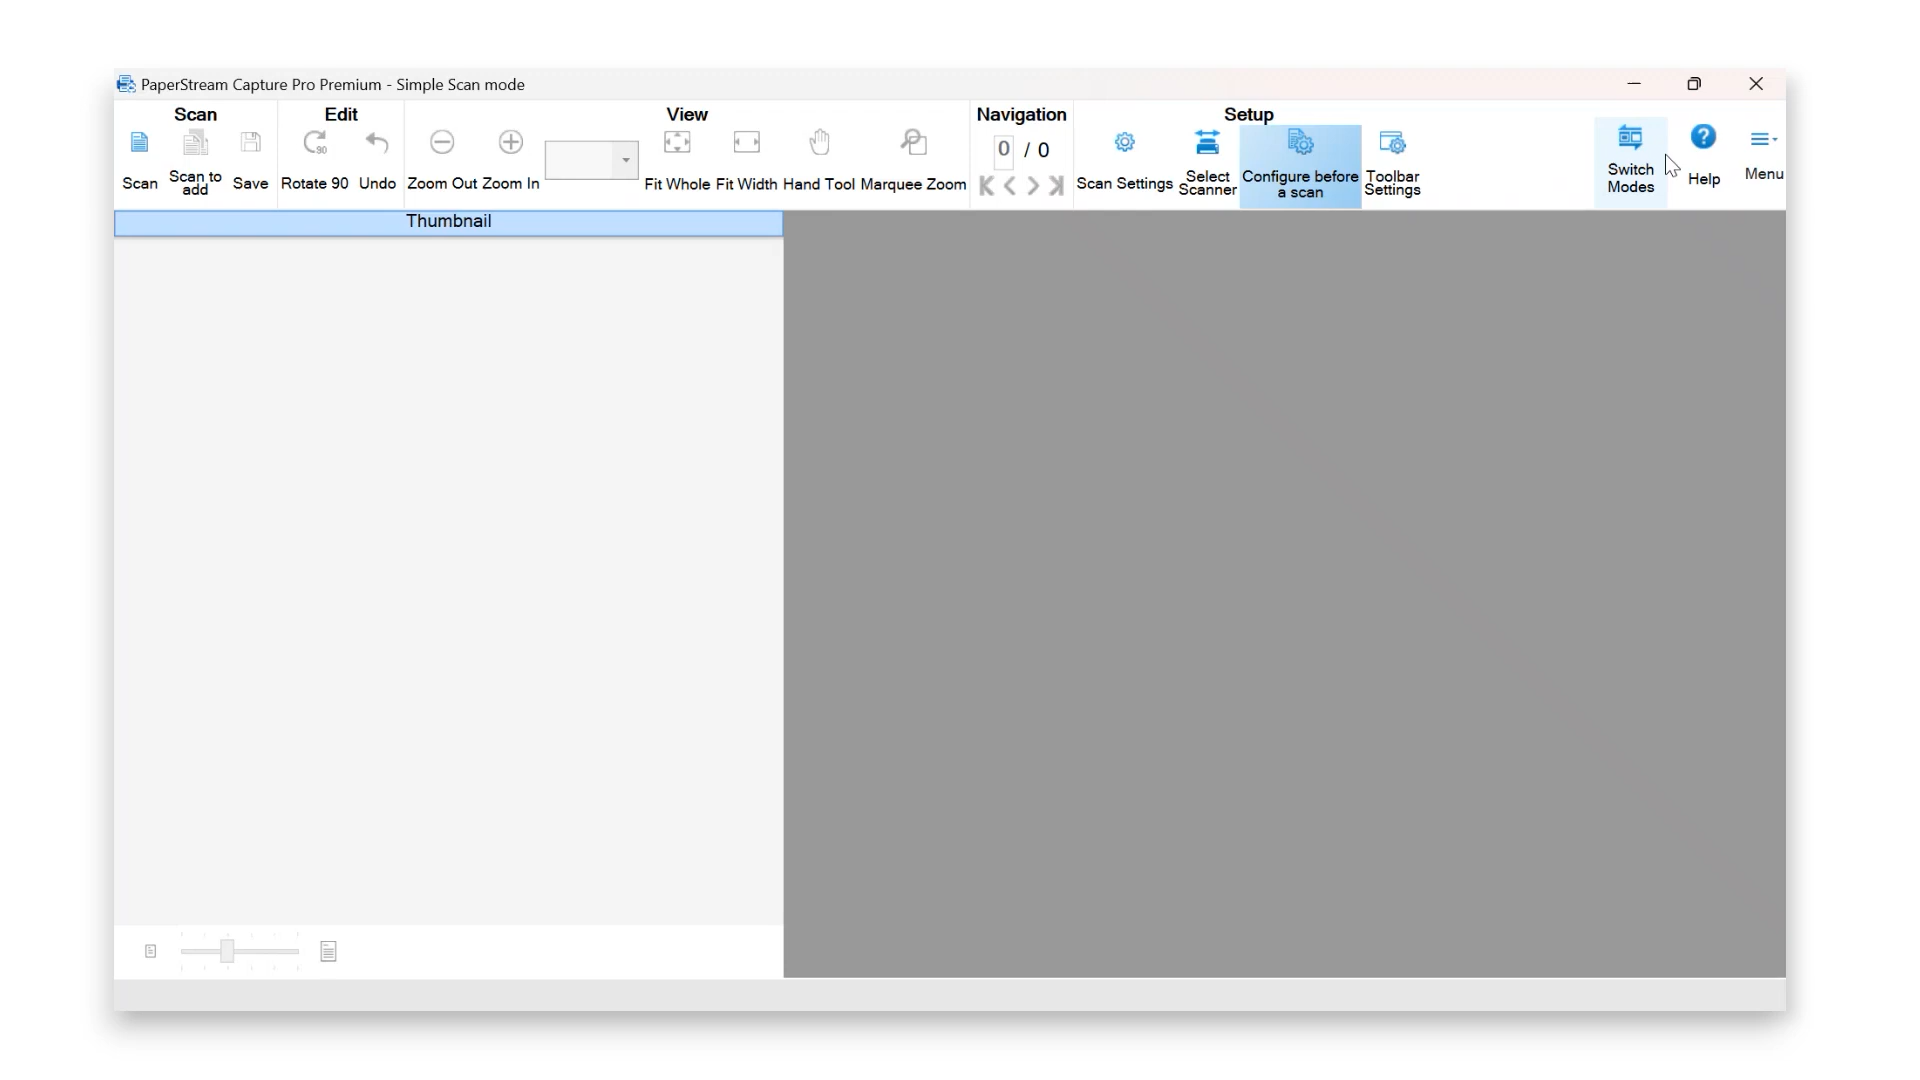 PaperStream Capture Pro Premium - Simple Scan mode
Scan
Scan
Scan to
add
Save
Edit
90
Rotate 90
Undo
View
Zoom Out
Zoom In
Fit Whole
Fit Width
Hand Tool
Marquee Zoom
Navigation
0 / 0
Setup
Scan Settings
Select
Scanner
Configure before
a scan
Toolbar
Settings
Switch
Modes
?
Help
Menu
Thumbnail